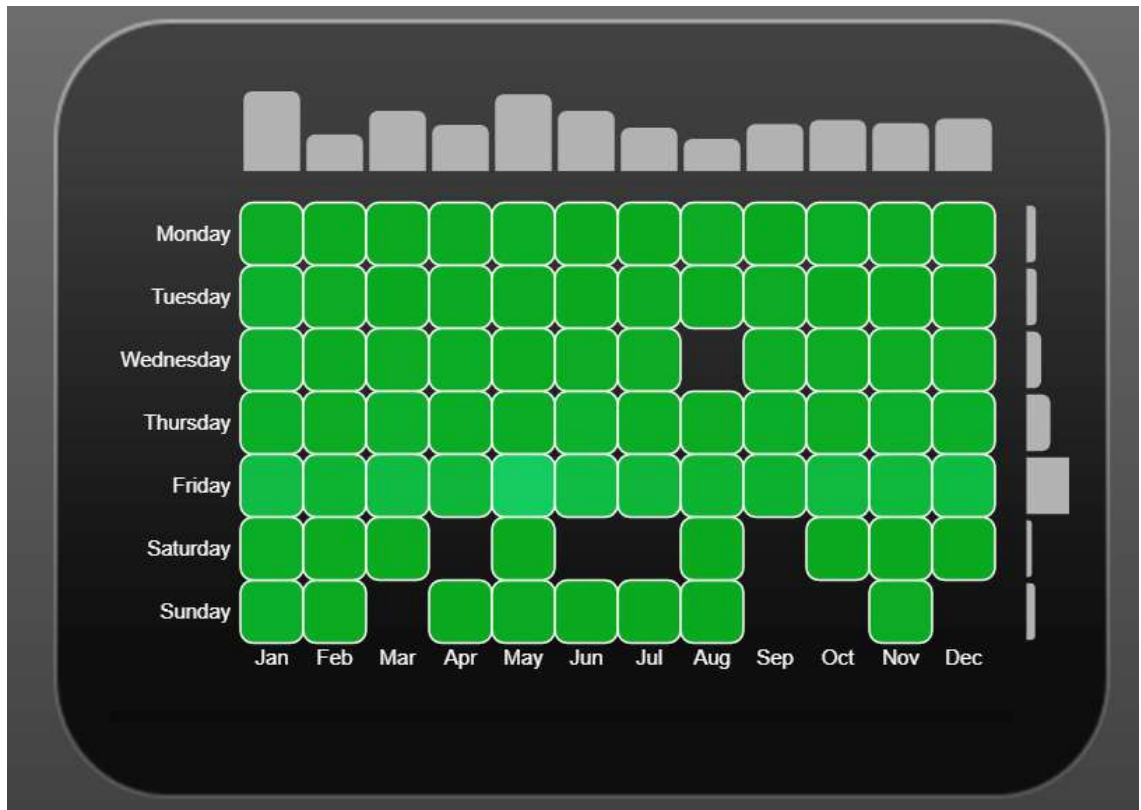 Monday
Tuesday
Wednesday
Thursday
Friday
Saturday
Sunday
Jan Feb Mar Apr May Jun Jul Aug Sep Oct Nov Dec